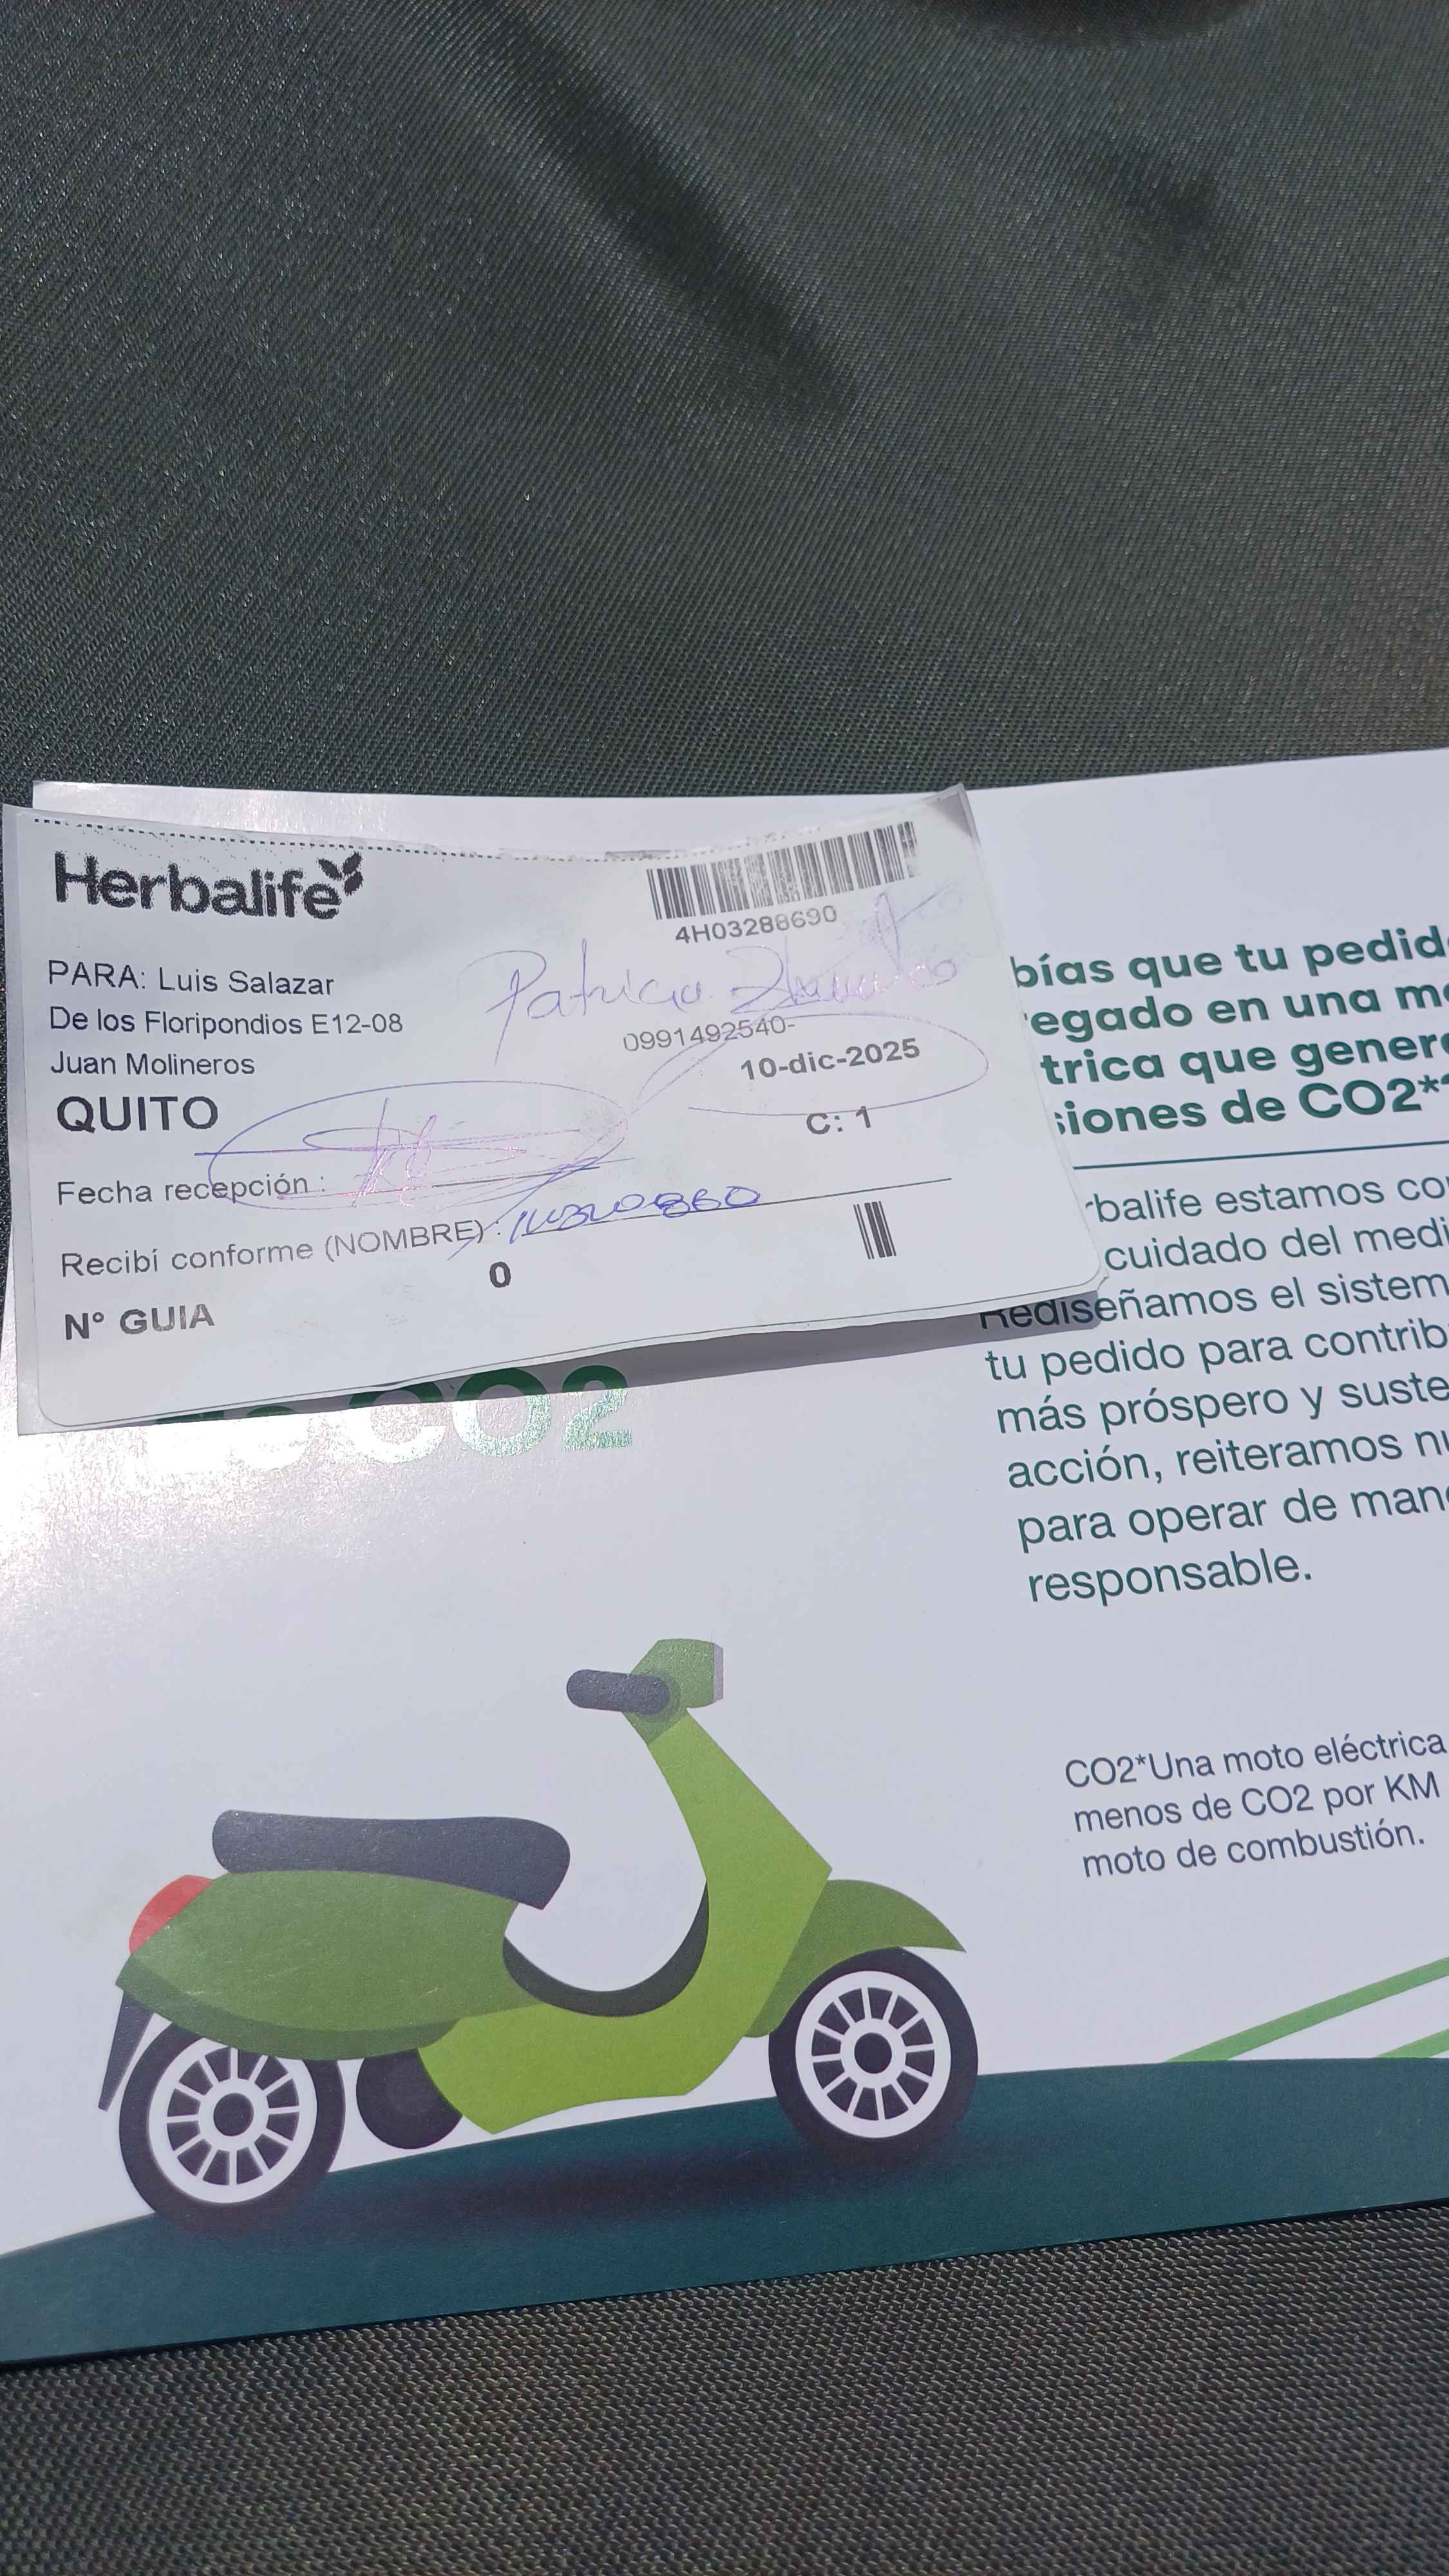 Herbalife
4H03288690
PARA: Luis Salazar
De los Floripondios E12-08
Juan Molineros
QUITO
Patricia
0991492540-
10-dic-2025
C: 1
Fecha recepción :
Recibí conforme (NOMBRE) :
0
N° GUIA
CO2
bías que tu pedid
egado en una m
trica que gener
siones de CO2*
rbalife estamos co
cuidado del medi
Rediseñamos el sistem
tu pedido para contrib
más próspero y suste
acción, reiteramos n
para operar de man
responsable.
CO2*Una moto eléctrica
menos de CO2 por KM
moto de combustión.